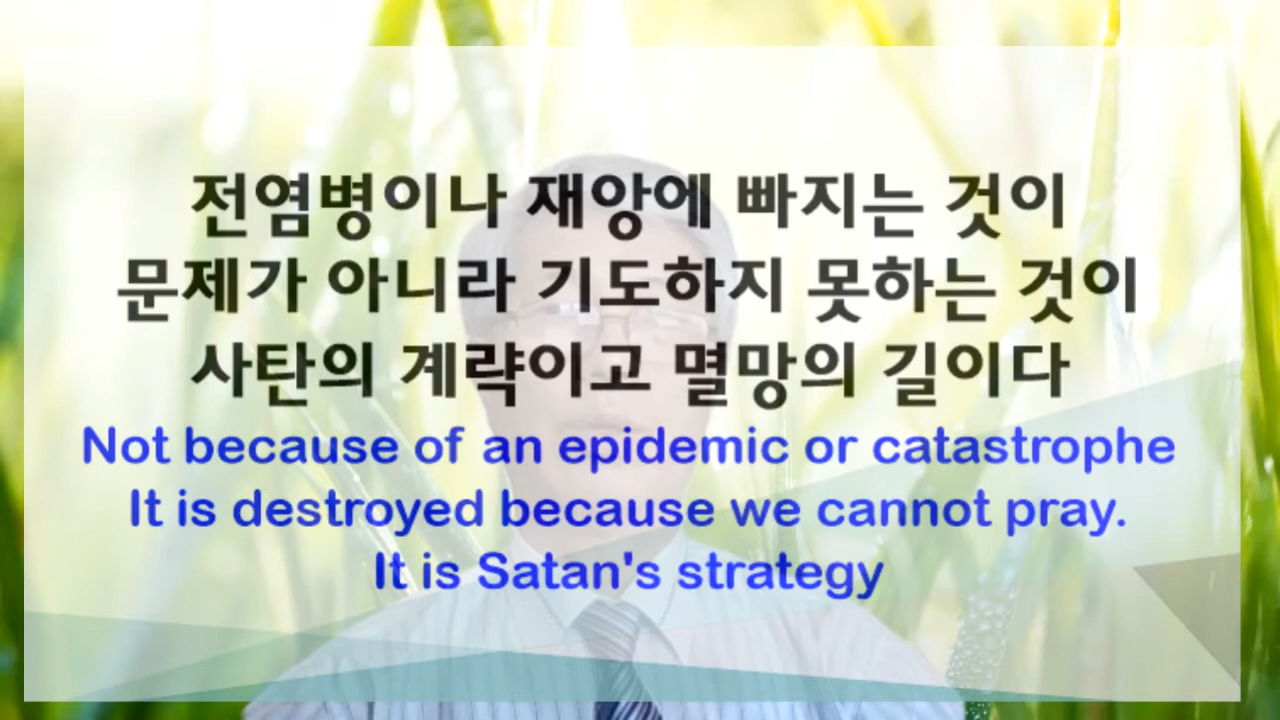 전염병이나 재앙에 빠지는 것이
문제가 아니라 기도하지 못하는 것이
사탄의 계략이고 멸망의 길이다
Not because of an epidemic or catastrophe
It is destroyed because we cannot pray.
It is Satan's strategy